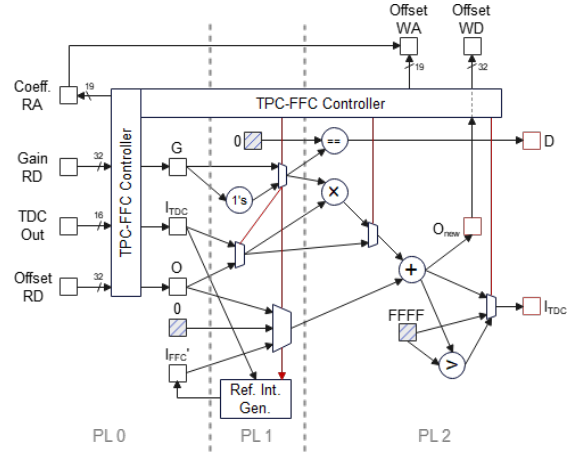 Offset
WA
Offset
WD
19
32
Coeff.
RA
19
TPC-FFC Controller
TPC-FFC Controller
Gain
RD
32
G
0
==
D
1's
×
TDC
Out
16
I_TDC
O_new
Offset
RD
32
O
+
0
FFFF
I_TDC
I_FFC'
>
Ref. Int.
Gen.
PL 0
PL 1
PL 2